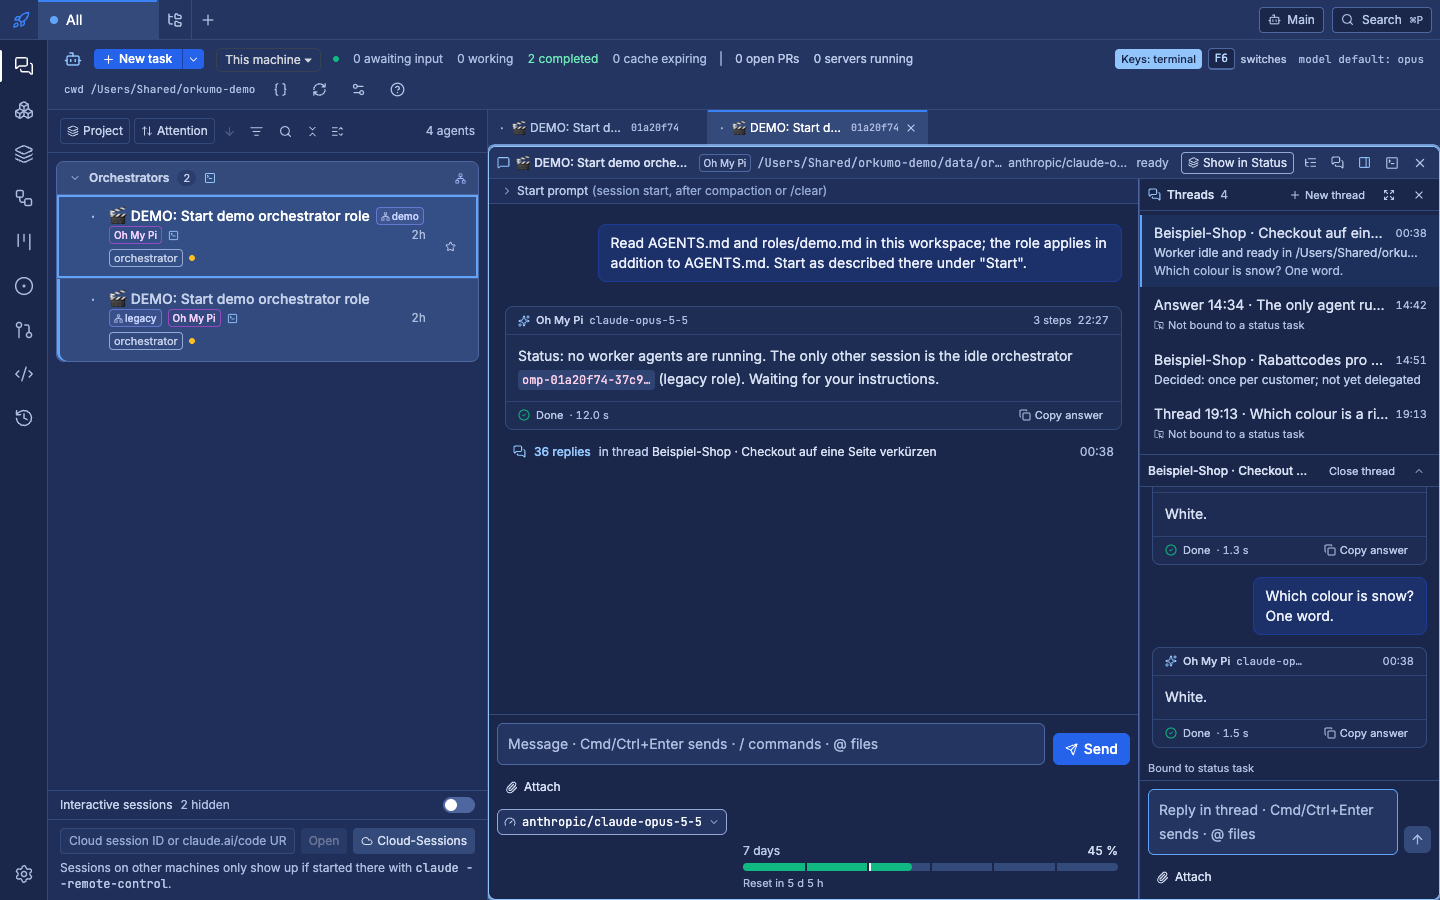 All
Main
Search ⌘P
New task
This machine
0 awaiting input
0 working
2 completed
0 cache expiring
0 open PRs
0 servers running
Keys: terminal
F6
switches
model default: opus
cwd /Users/Shared/orkumo-demo
Project
Attention
4 agents
Orchestrators 2
DEMO: Start demo orchestrator role
demo
Oh My Pi
2h
orchestrator
DEMO: Start demo orchestrator role
legacy
Oh My Pi
2h
orchestrator
Interactive sessions 2 hidden
Cloud session ID or claude.ai/code UR
Open
Cloud-Sessions
Sessions on other machines only show up if started there with claude -
-remote-control.
DEMO: Start d... 01a20f74
DEMO: Start d... 01a20f74
DEMO: Start demo orche...
Oh My Pi
/Users/Shared/orkumo-demo/data/or...
anthropic/claude-o...
ready
Show in Status
Start prompt (session start, after compaction or /clear)
Read AGENTS.md and roles/demo.md in this workspace; the role applies in
addition to AGENTS.md. Start as described there under "Start".
Oh My Pi claude-opus-5-5
3 steps 22:27
Status: no worker agents are running. The only other session is the idle orchestrator
omp-01a20f74-37c9… (legacy role). Waiting for your instructions.
Done · 12.0 s
Copy answer
36 replies in thread Beispiel-Shop · Checkout auf eine Seite verkürzen
00:38
Message · Cmd/Ctrl+Enter sends · / commands · @ files
Send
Attach
anthropic/claude-opus-5-5
7 days
45 %
Reset in 5 d 5 h
Threads 4
New thread
Beispiel-Shop · Checkout auf ein... 00:38
Worker idle and ready in /Users/Shared/orku...
Which colour is snow? One word.
Answer 14:34 · The only agent ru... 14:42
Not bound to a status task
Beispiel-Shop · Rabattcodes pro ... 14:51
Decided: once per customer; not yet delegated
Thread 19:13 · Which colour is a ri... 19:13
Not bound to a status task
Beispiel-Shop · Checkout ...
Close thread
White.
Done · 1.3 s
Copy answer
Which colour is snow?
One word.
Oh My Pi claude-op…
00:38
White.
Done · 1.5 s
Copy answer
Bound to status task
Reply in thread · Cmd/Ctrl+Enter
sends · @ files
Attach